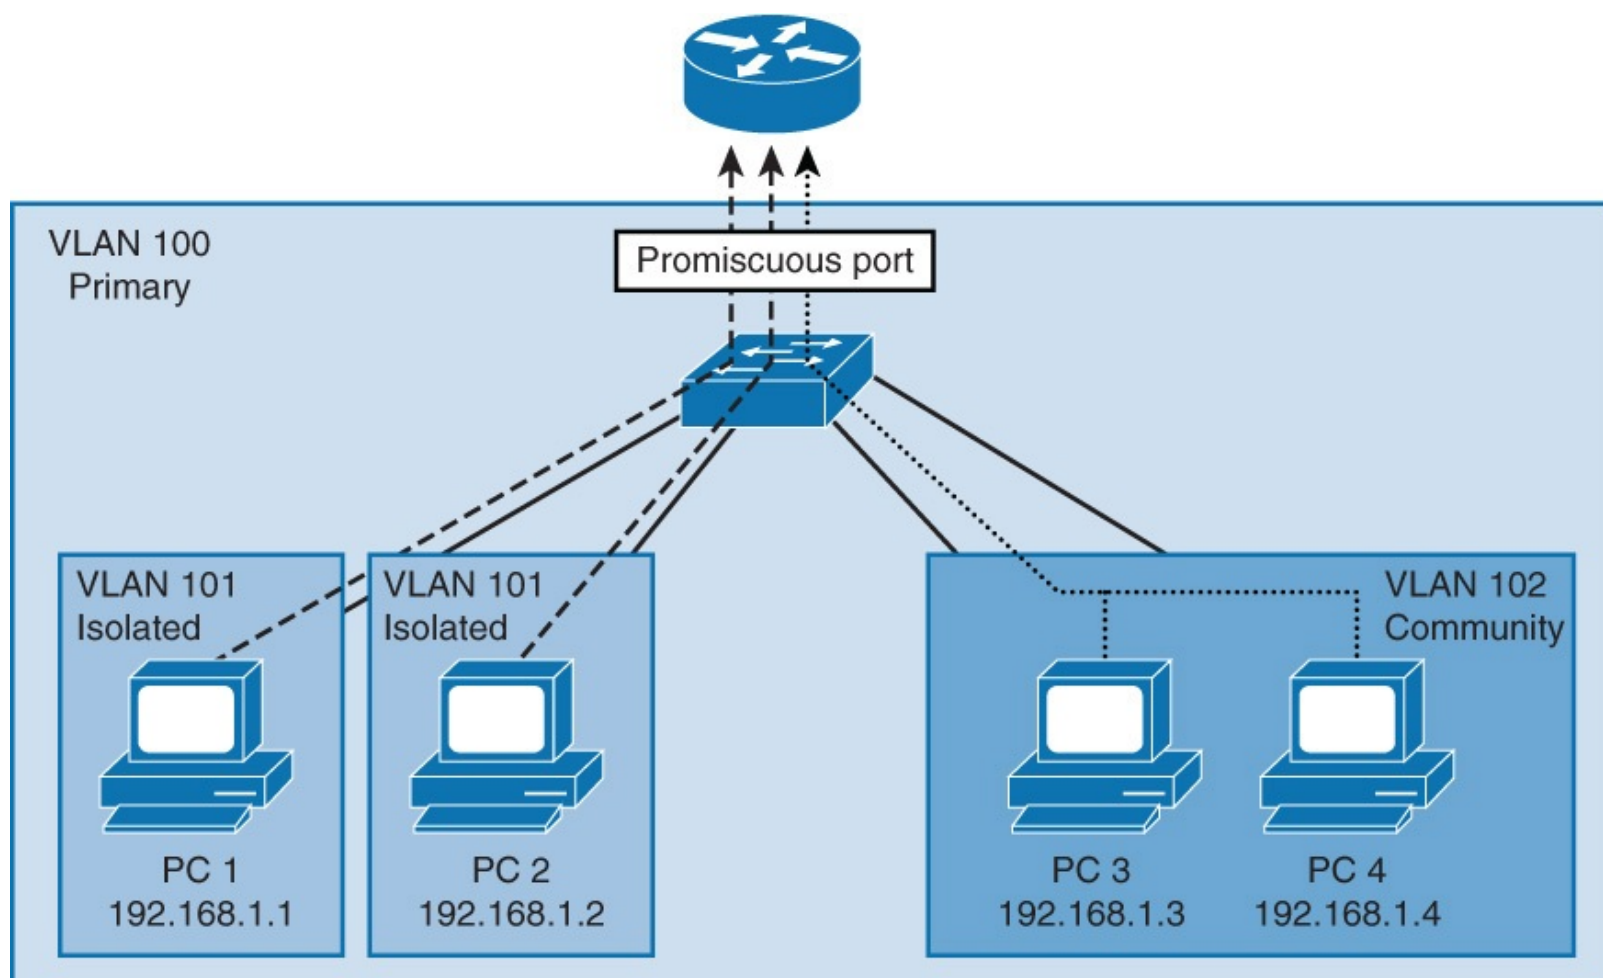 VLAN 100
Primary
Promiscuous port
VLAN 101
Isolated
PC 1
192.168.1.1
VLAN 101
Isolated
PC 2
192.168.1.2
VLAN 102
Community
PC 3
192.168.1.3
PC 4
192.168.1.4